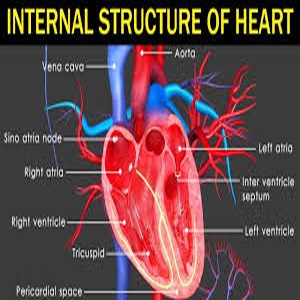 INTERNAL STRUCTURE OF HEART
Aorta
Vena cava
Sino atria node
Left atria
Right atria
Inter ventricle
septum
Right ventricle
Left ventricle
Tricuspid
Pericardial space